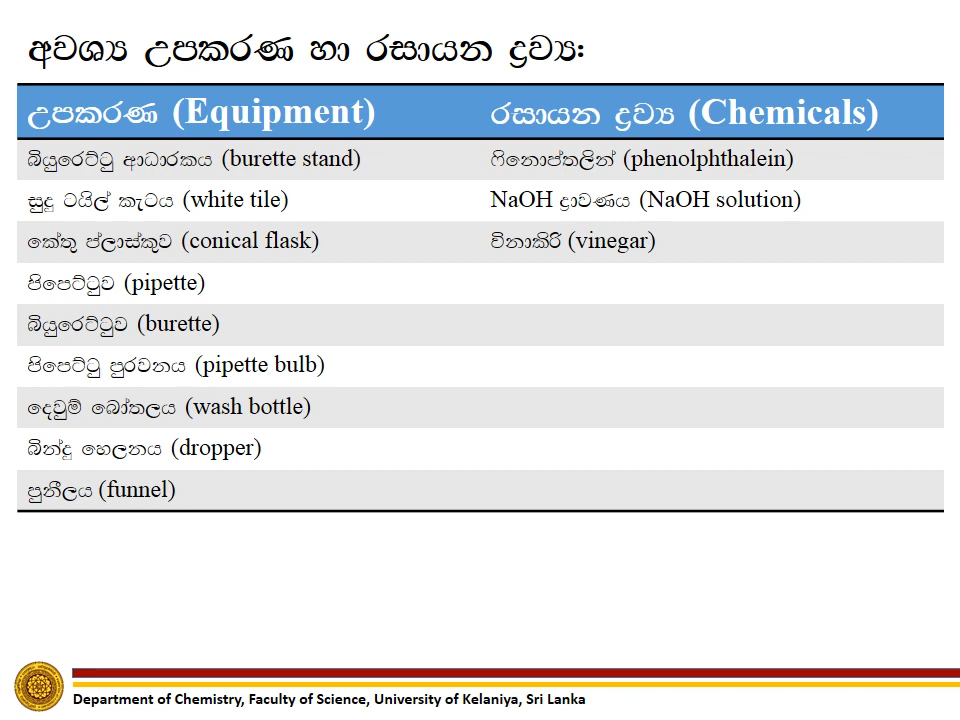 අවශ්‍ය උපකරණ හා රසායන ද්‍රව්‍ය:
උපකරණ (Equipment) රසායන ද්‍රව්‍ය (Chemicals)
බියුරෙට්ටු ආධාරකය (burette stand) ෆිනොප්තලින් (phenolphthalein)
සුදු ටයිල් කැටය (white tile) NaOH ද්‍රාවණය (NaOH solution)
කේතු ප්ලාස්කුව (conical flask) විනාකිරි (vinegar)
පිපෙට්ටුව (pipette)
බියුරෙට්ටුව (burette)
පිපෙට්ටු පුරවනය (pipette bulb)
දෙවුම් බෝතලය (wash bottle)
බින්දු හෙලනය (dropper)
පුනීලය (funnel)
Department of Chemistry, Faculty of Science, University of Kelaniya, Sri Lanka